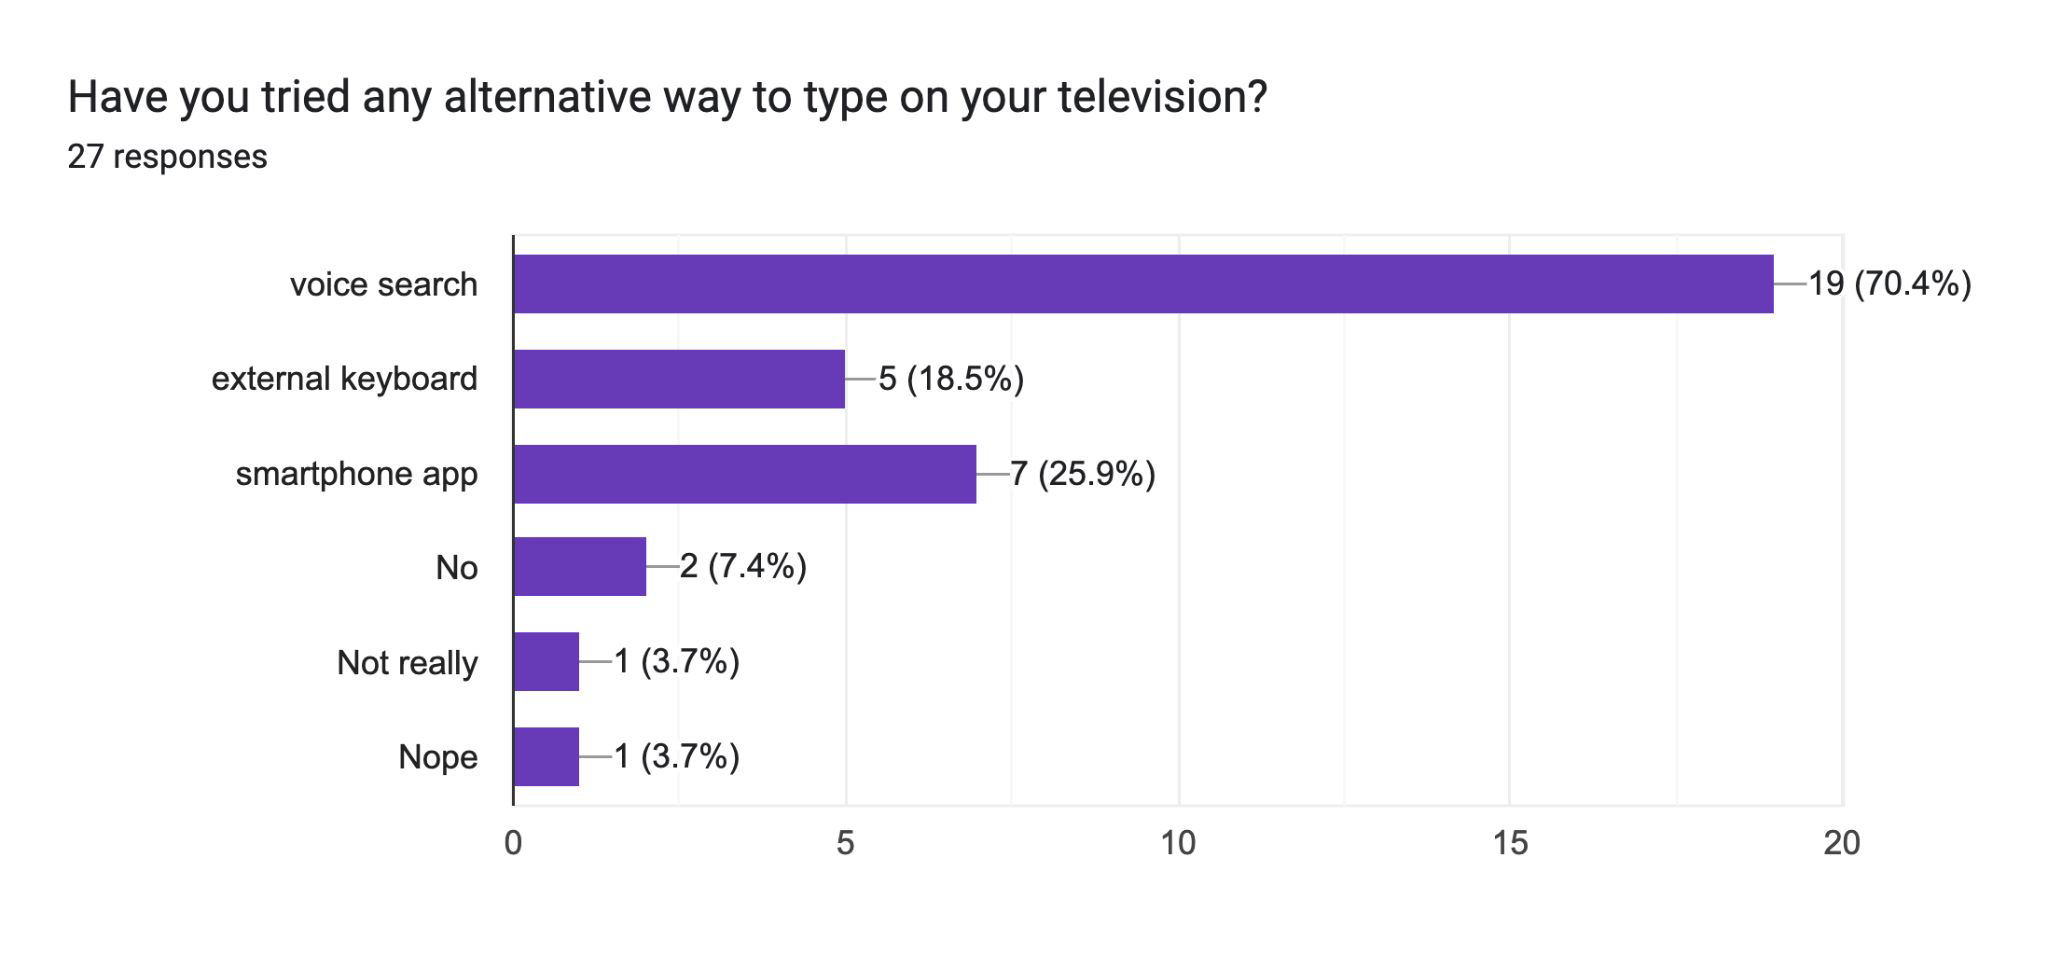 Have you tried any alternative way to type on your television?
27 responses
voice search 19 (70.4%)
external keyboard 5 (18.5%)
smartphone app 7 (25.9%)
No 2 (7.4%)
Not really 1 (3.7%)
Nope 1 (3.7%)
0 5 10 15 20